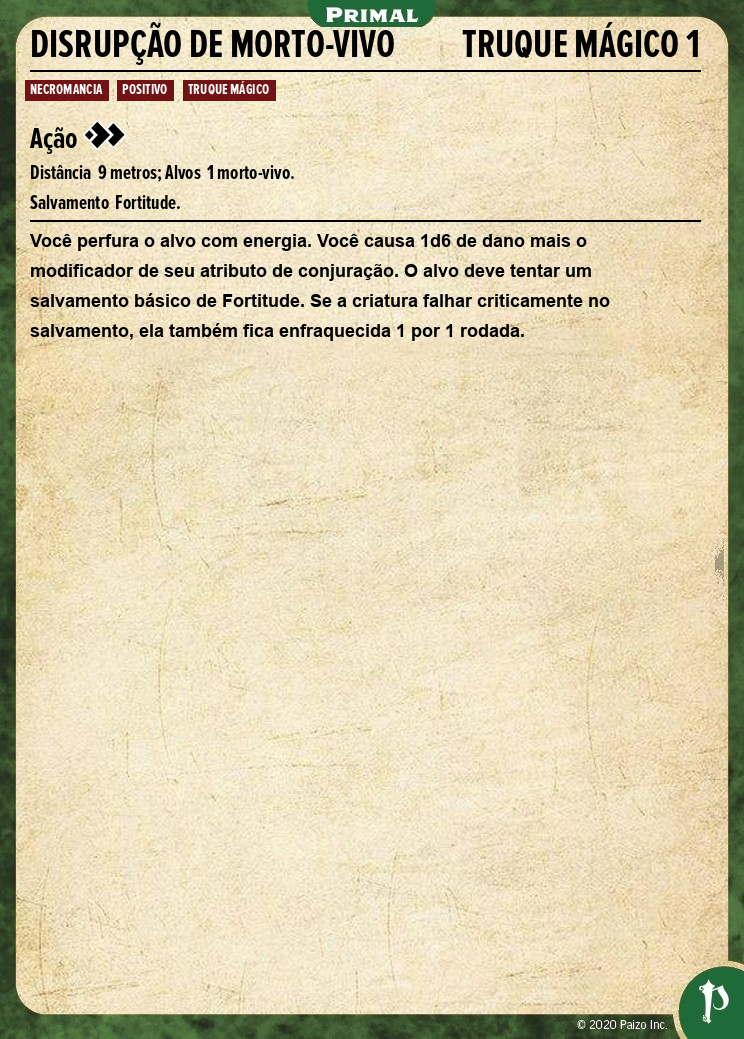 PRIMAL
DISRUPÇÃO DE MORTO-VIVO TRUQUE MÁGICO 1
NECROMANCIA POSITIVO TRUQUE MÁGICO
Ação
Distância 9 metros; Alvos 1 morto-vivo.
Salvamento Fortitude.
Você perfura o alvo com energia. Você causa 1d6 de dano mais o
modificador de seu atributo de conjuração. O alvo deve tentar um
salvamento básico de Fortitude. Se a criatura falhar criticamente no
salvamento, ela também fica enfraquecida 1 por 1 rodada.
© 2020 Paizo Inc.
P